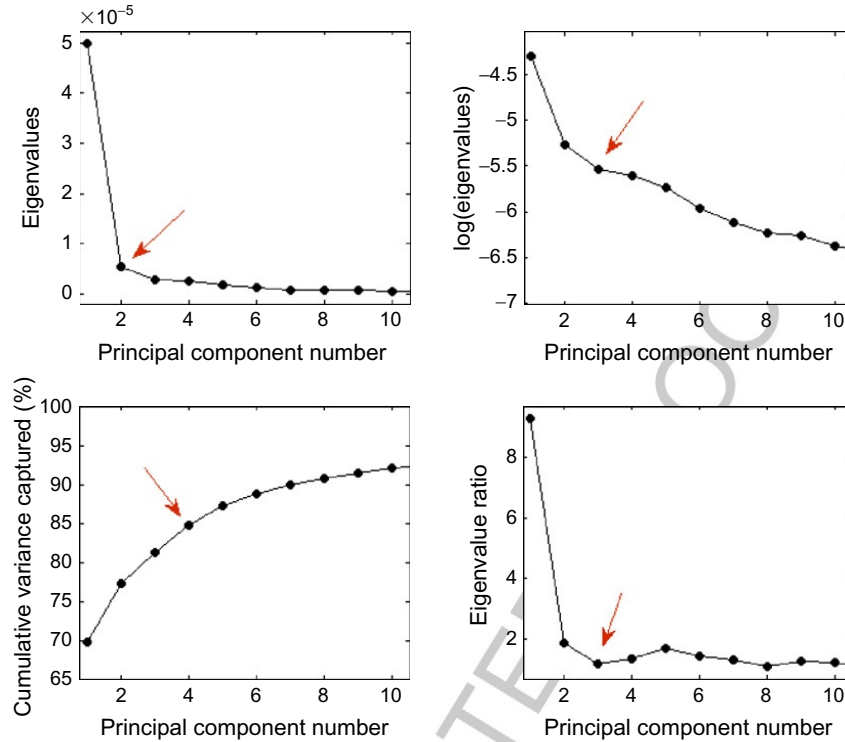 ×10⁻⁵
5
4
3
2
1
0
Eigenvalues
2 4 6 8 10
Principal component number
−4.5
−5
−5.5
−6
−6.5
−7
log(eigenvalues)
2 4 6 8 10
Principal component number
100
95
90
85
80
75
70
65
Cumulative variance captured (%)
2 4 6 8 10
Principal component number
8
6
4
2
Eigenvalue ratio
2 4 6 8 10
Principal component number